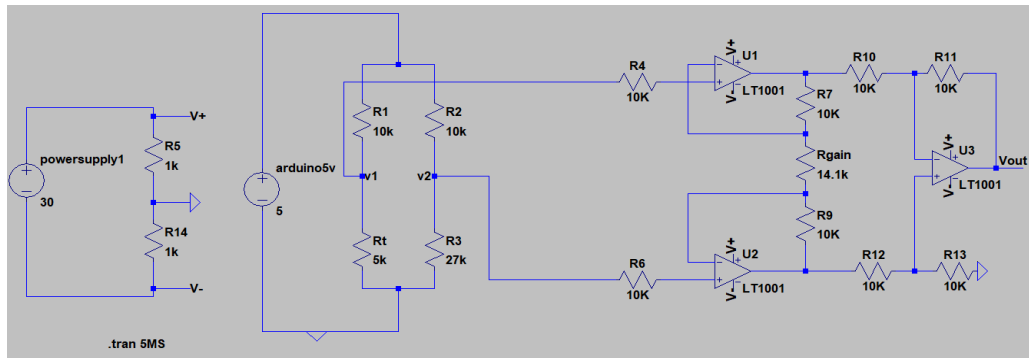 powersupply1
30
V+
R5
1k
R14
1k
V-
.tran 5MS
arduino5v
5
R1
10k
R2
10k
v1
v2
Rt
5k
R3
27k
R4
10K
R6
10K
V+
U1
V-
LT1001
R7
10K
Rgain
14.1k
R9
10K
V+
U2
V-
LT1001
R10
10K
R11
10K
V+
U3
V-
LT1001
Vout
R12
10K
R13
10K